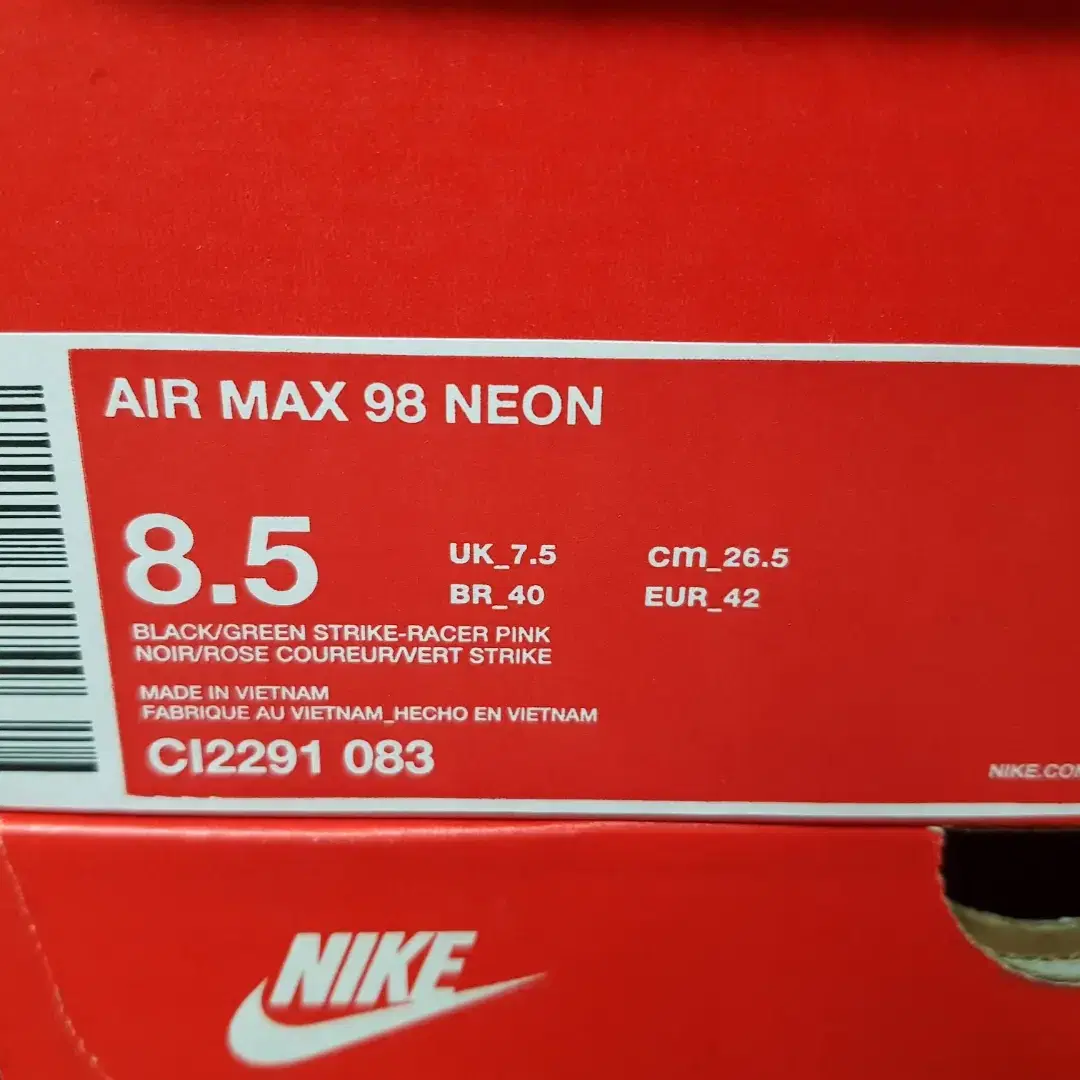 AIR MAX 98 NEON
8.5
UK_7.5 cm_26.5
BR_40 EUR_42
BLACK/GREEN STRIKE-RACER PINK
NOIR/ROSE COUREUR/VERT STRIKE
MADE IN VIETNAM
FABRIQUE AU VIETNAM_HECHO EN VIETNAM
CI2291 083
NIKE.CO
NIKE